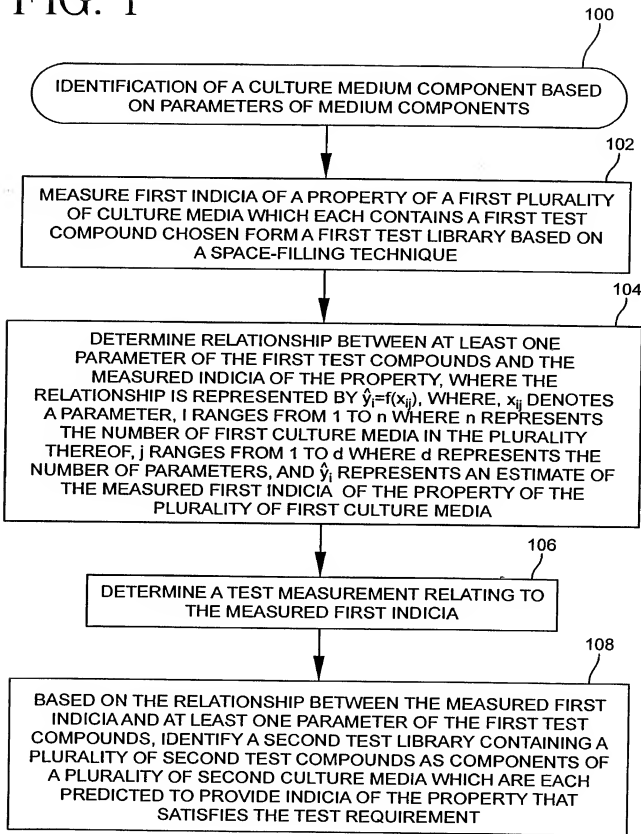 FIG. 1
100
IDENTIFICATION OF A CULTURE MEDIUM COMPONENT BASED
ON PARAMETERS OF MEDIUM COMPONENTS
102
MEASURE FIRST INDICIA OF A PROPERTY OF A FIRST PLURALITY
OF CULTURE MEDIA WHICH EACH CONTAINS A FIRST TEST
COMPOUND CHOSEN FORM A FIRST TEST LIBRARY BASED ON
A SPACE-FILLING TECHNIQUE
104
DETERMINE RELATIONSHIP BETWEEN AT LEAST ONE
PARAMETER OF THE FIRST TEST COMPOUNDS AND THE
MEASURED INDICIA OF THE PROPERTY, WHERE THE
RELATIONSHIP IS REPRESENTED BY ŷi=f(xij), WHERE, xij DENOTES
A PARAMETER, I RANGES FROM 1 TO n WHERE n REPRESENTS
THE NUMBER OF FIRST CULTURE MEDIA IN THE PLURALITY
THEREOF, j RANGES FROM 1 TO d WHERE d REPRESENTS THE
NUMBER OF PARAMETERS, AND ŷi REPRESENTS AN ESTIMATE
OF THE MEASURED FIRST INDICIA OF THE PROPERTY OF THE
PLURALITY OF FIRST CULTURE MEDIA
106
DETERMINE A TEST MEASUREMENT RELATING TO
THE MEASURED FIRST INDICIA
108
BASED ON THE RELATIONSHIP BETWEEN THE MEASURED FIRST
INDICIA AND AT LEAST ONE PARAMETER OF THE FIRST TEST
COMPOUNDS, IDENTIFY A SECOND TEST LIBRARY CONTAINING A
PLURALITY OF SECOND TEST COMPOUNDS AS COMPONENTS OF
A PLURALITY OF SECOND CULTURE MEDIA WHICH ARE EACH
PREDICTED TO PROVIDE INDICIA OF THE PROPERTY THAT
SATISFIES THE TEST REQUIREMENT